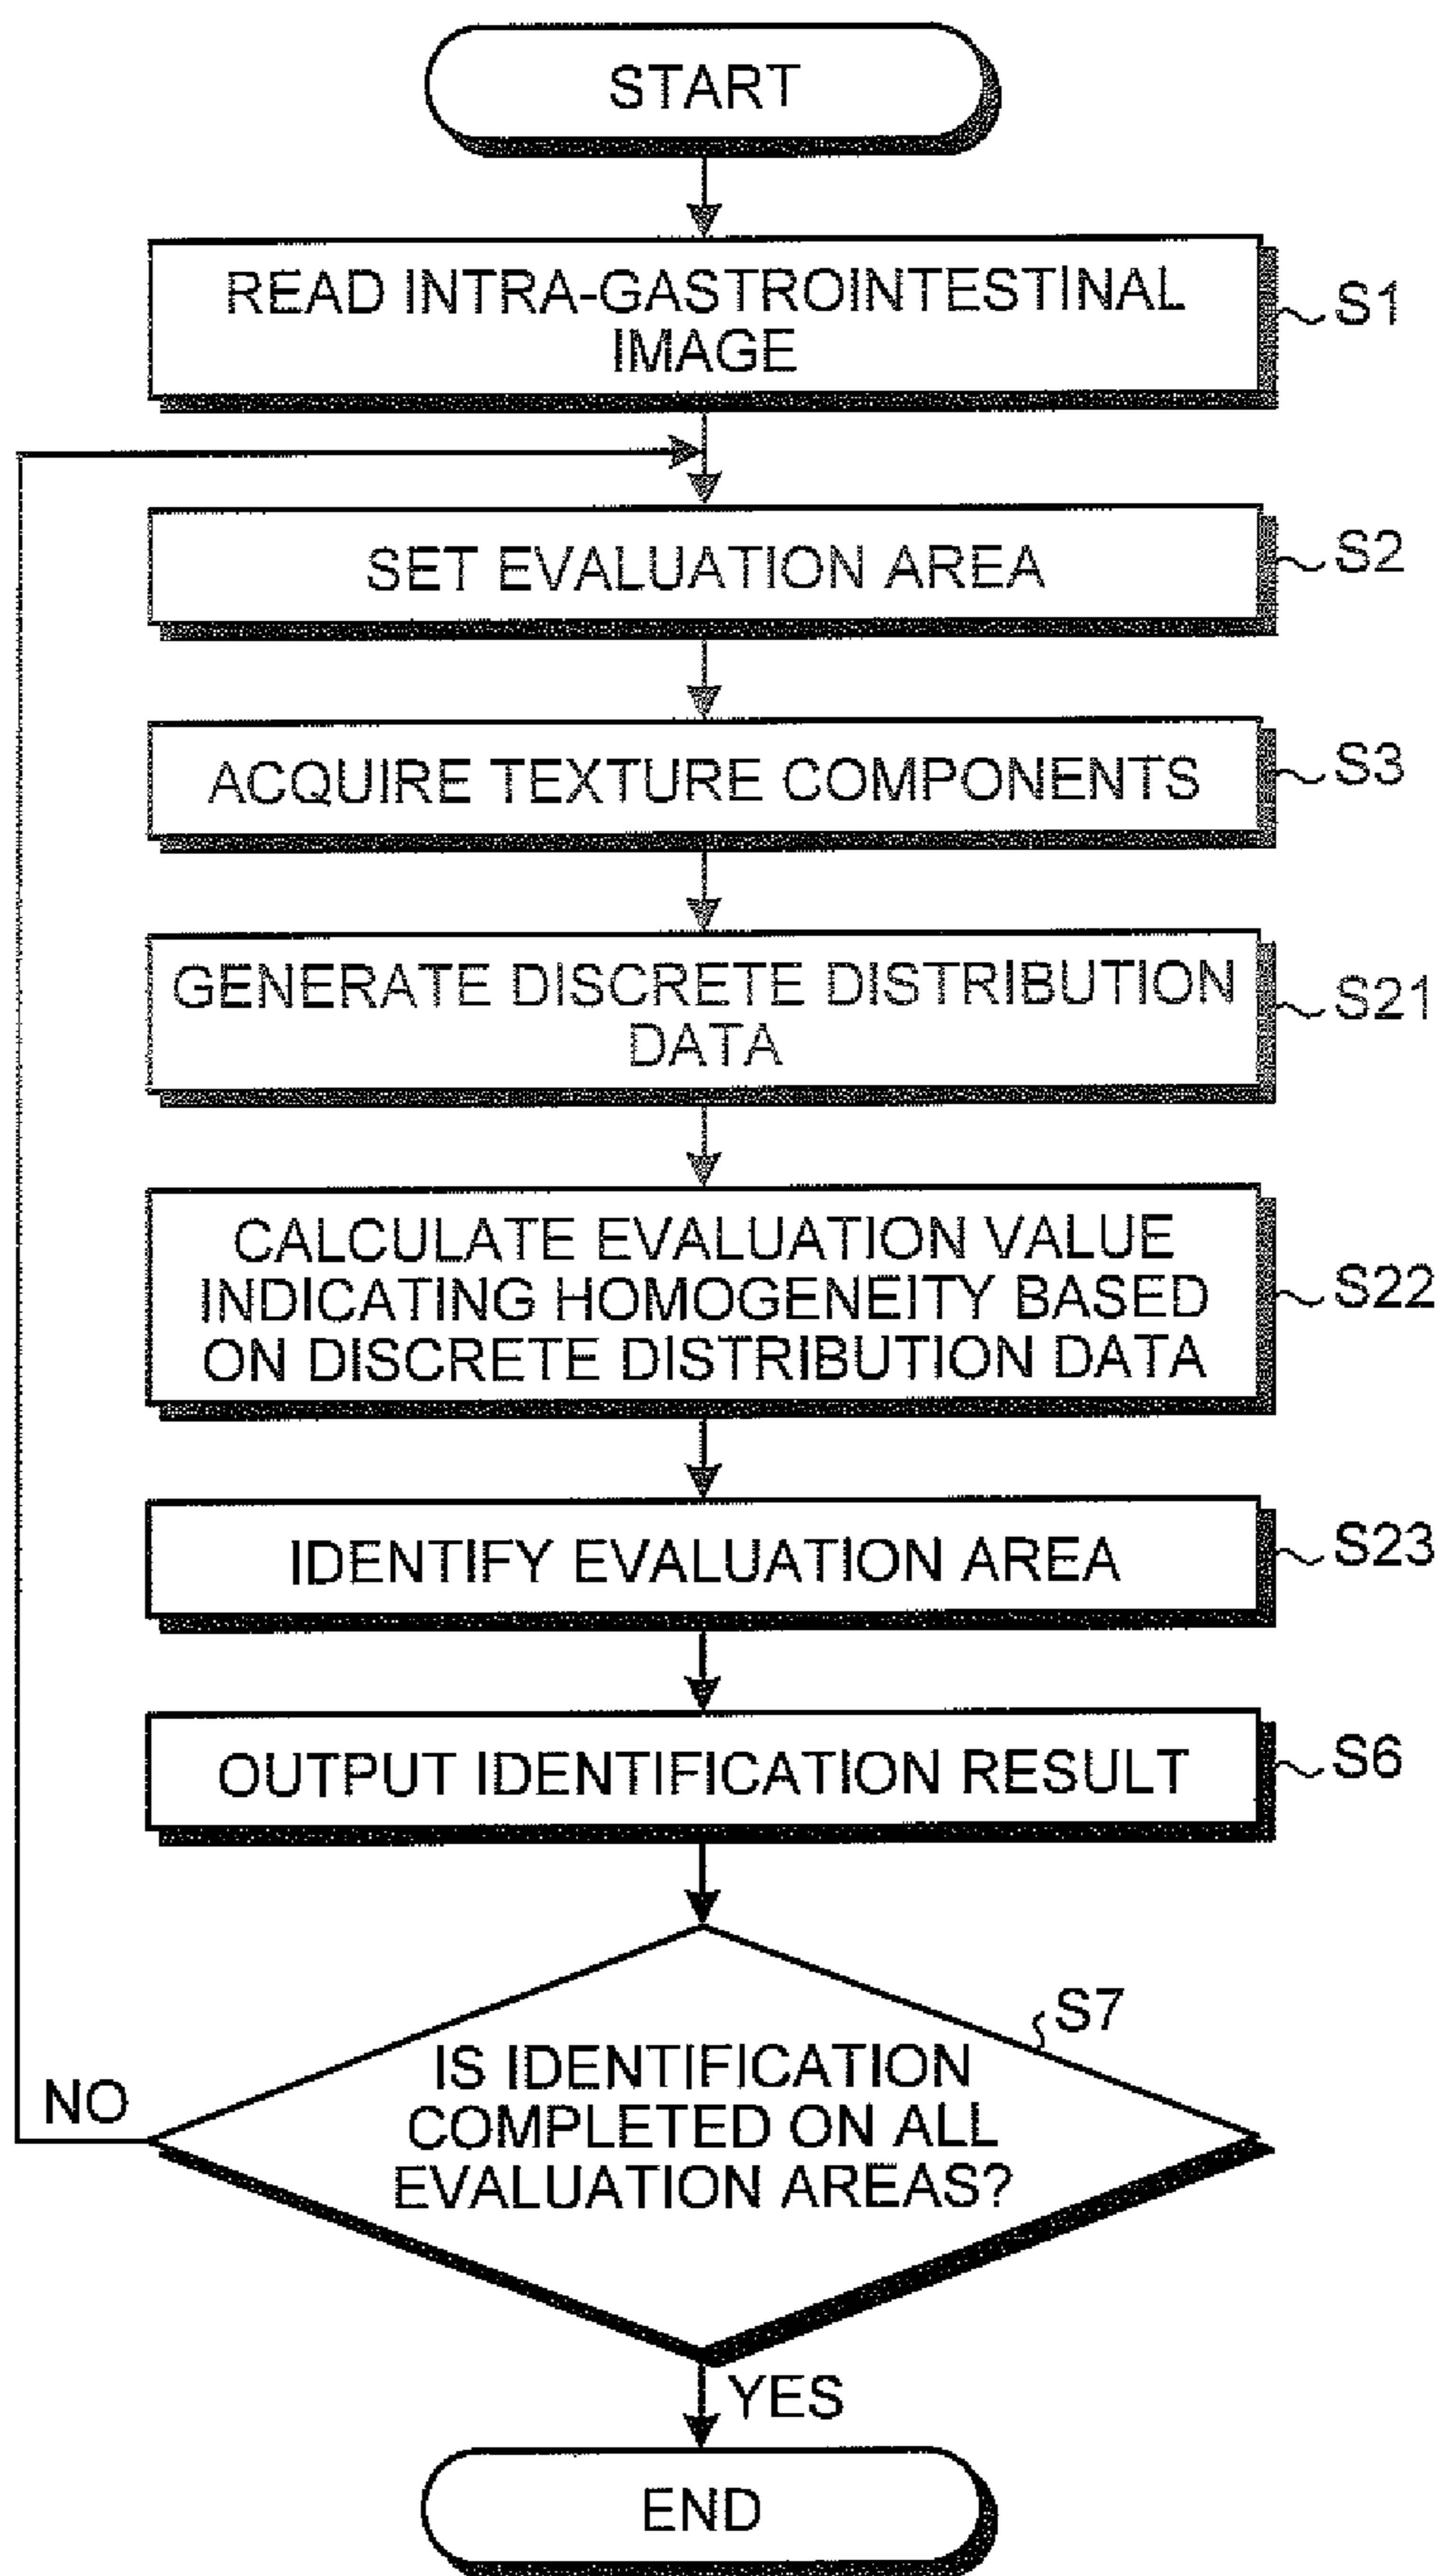 START
READ INTRA-GASTROINTESTINAL
IMAGE
S1
SET EVALUATION AREA
S2
ACQUIRE TEXTURE COMPONENTS
S3
GENERATE DISCRETE DISTRIBUTION
DATA
S21
CALCULATE EVALUATION VALUE
INDICATING HOMOGENEITY BASED
ON DISCRETE DISTRIBUTION DATA
S22
IDENTIFY EVALUATION AREA
S23
OUTPUT IDENTIFICATION RESULT
S6
S7
IS IDENTIFICATION
COMPLETED ON ALL
EVALUATION AREAS?
NO
YES
END